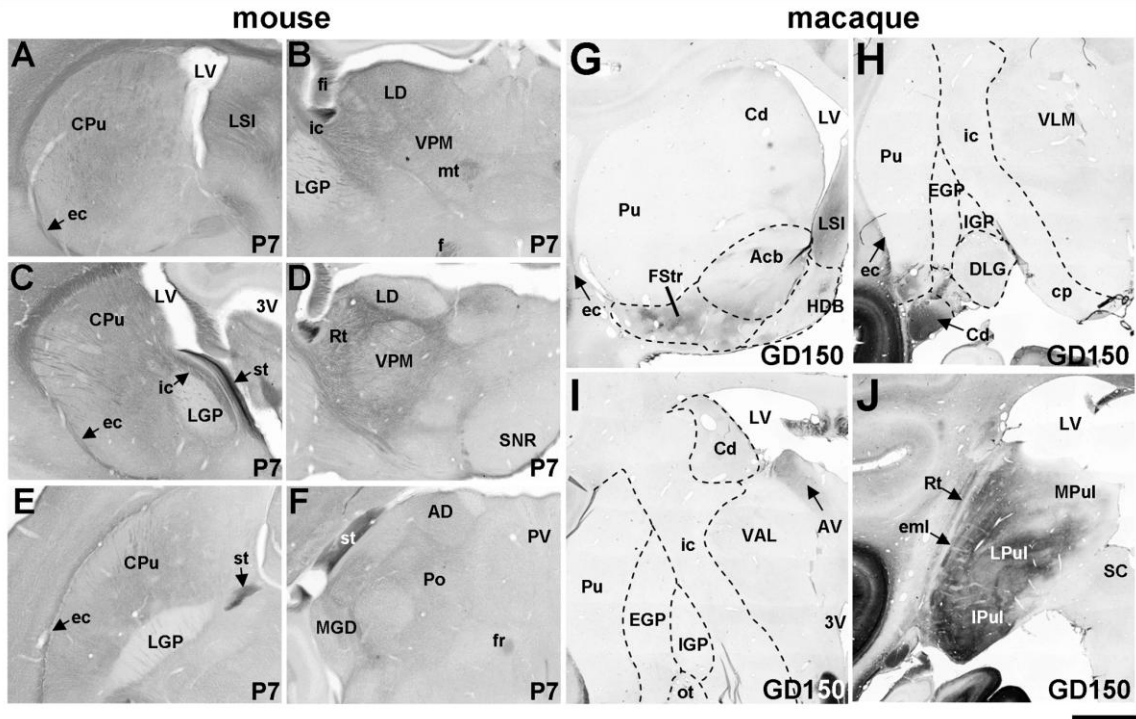 mouse
macaque
A
LV
CPu
LSI
ec
P7
B
fi
LD
ic
VPM
LGP
mt
f
P7
C
LV
3V
CPu
ic
st
LGP
ec
P7
D
LD
Rt
VPM
SNR
P7
E
CPu
st
ec
LGP
P7
F
AD
st
PV
Po
MGD
fr
P7
G
Cd
LV
Pu
LSI
Acb
FStr
ec
HDB
GD150
H
ic
VLM
Pu
EGP
IGP
ec
DLG
cp
Cd
GD150
I
LV
Cd
AV
ic
VAL
Pu
EGP
IGP
3V
ot
GD150
J
LV
Rt
MPul
eml
LPul
SC
IPul
GD150